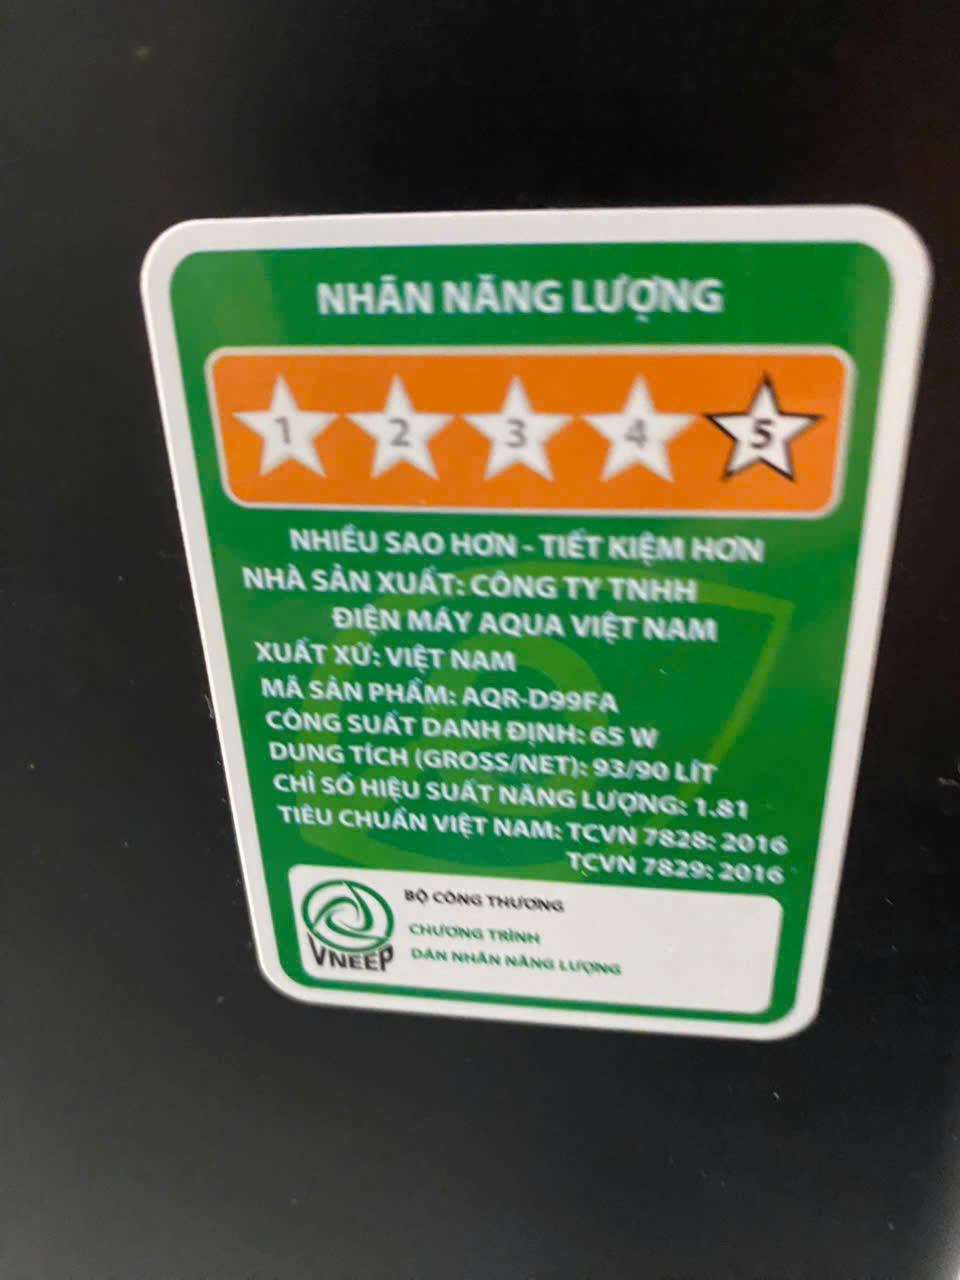 NHÃN NĂNG LƯỢNG
1 2 3 4 5
NHIỀU SAO HƠN - TIẾT KIỆM HƠN
NHÀ SẢN XUẤT: CÔNG TY TNHH
ĐIỆN MÁY AQUA VIỆT NAM
XUẤT XỨ: VIỆT NAM
MÃ SẢN PHẨM: AQR-D99FA
CÔNG SUẤT DANH ĐỊNH: 65 W
DUNG TÍCH (GROSS/NET): 93/90 LÍT
CHỈ SỐ HIỆU SUẤT NĂNG LƯỢNG: 1.81
TIÊU CHUẨN VIỆT NAM: TCVN 7828: 2016
TCVN 7829: 2016
BỘ CÔNG THƯƠNG
CHƯƠNG TRÌNH
DÁN NHÃN NĂNG LƯỢNG
VNEEP